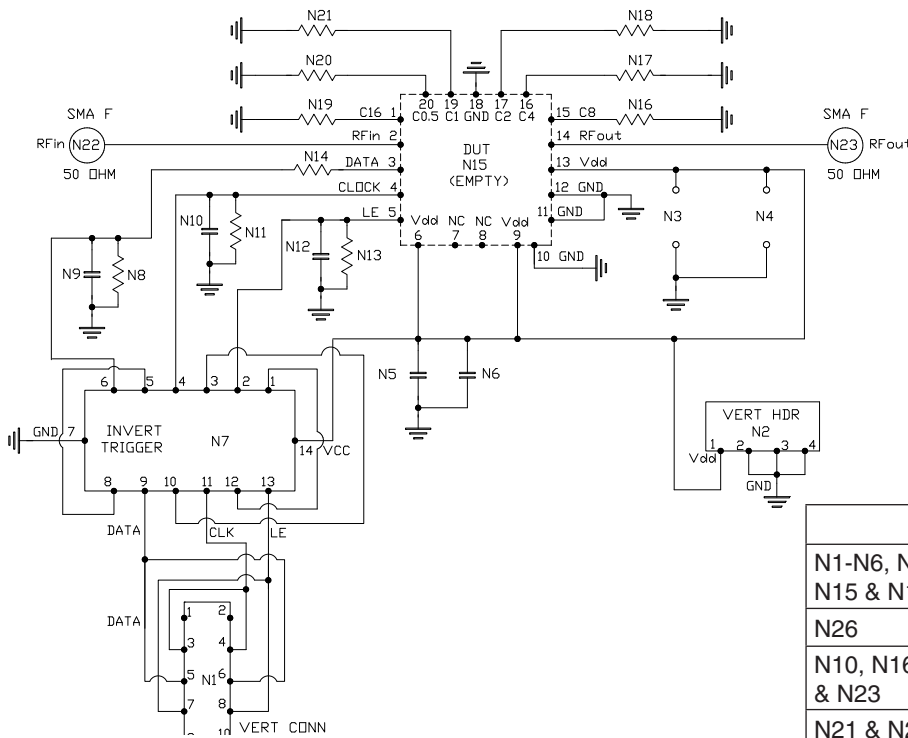 N21
N18
N20
N17
20 19 18 17 16
C0.5 C1 GND C2 C4
N19
C16 1
15 C8
N16
SMA F
RFin N22
50 OHM
RFin 2
14 RFout
SMA F
N23 RFout
50 OHM
N14
DATA 3
DUT
N15
(EMPTY)
13 Vdd
CLOCK 4
12 GND
LE 5
11 GND
Vdd NC NC Vdd
6 7 8 9
10 GND
N10
N11
N12
N13
N3
N4
N9
N8
N5
N6
6 5 4 3 2 1
GND 7
INVERT
TRIGGER
N7
14 VCC
8 9 10 11 12 13
VERT HDR
N2
1 2 3 4
Vdd
GND
DATA
CLK
LE
DATA
1 2
3 4
5 N1 6
7 8
10
VERT CONN
N1-N6, N
N15 & N1
N26
N10, N16
& N23
N21 & N2